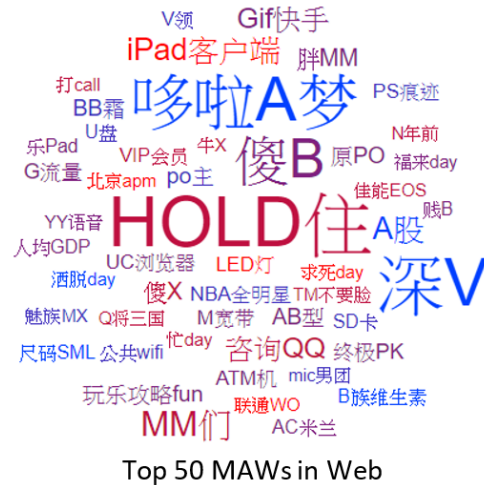 V领
Gif快手
iPad客户端
胖MM
打call
哆啦A梦
PS痕迹
BB霜
U盘
N年前
乐Pad
VIP会员
牛X
傻B
原PO
福来day
G流量
北京apm
po主
佳能EOS
贱B
YY语音
HOLD住
A股
人均GDP
UC浏览器
LED灯
求死day
深V
洒脱day
傻X
NBA全明星
TM不要脸
魅族MX
Q将三国
M宽带
AB型
SD卡
忙day
尺码SML
公共wifi
咨询QQ
终极PK
ATM机
mic男团
玩乐攻略fun
联通WO
B族维生素
MM们
AC米兰
Top 50 MAWs in Web